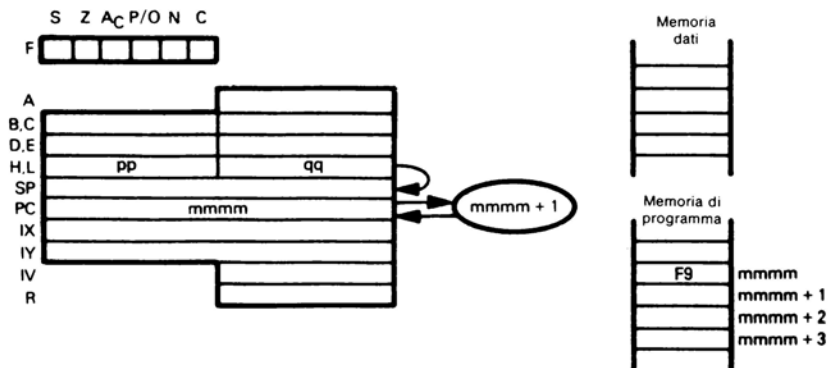 S Z AC P/O N C
F
A
B,C
D,E
H,L pp qq
SP
PC mmmm mmmm + 1
IX
IY
IV
R
Memoria
dati
Memoria di
programma
F9 mmmm
mmmm + 1
mmmm + 2
mmmm + 3